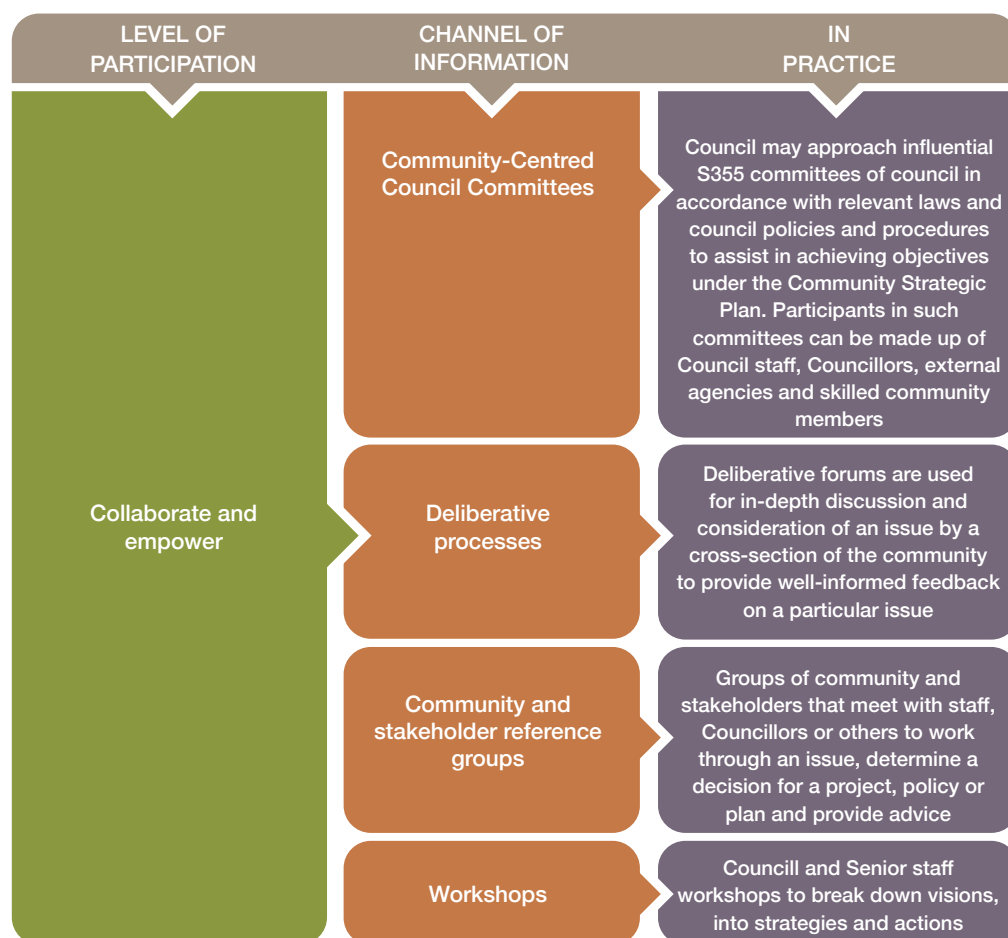 LEVEL OF
PARTICIPATION
CHANNEL OF
INFORMATION
IN
PRACTICE
Collaborate and
empower
Community-Centred
Council Committees
Council may approach influential
S355 committees of council in
accordance with relevant laws and
council policies and procedures
to assist in achieving objectives
under the Community Strategic
Plan. Participants in such
committees can be made up of
Council staff, Councillors, external
agencies and skilled community
members
Deliberative
processes
Deliberative forums are used
for in-depth discussion and
consideration of an issue by a
cross-section of the community
to provide well-informed feedback
on a particular issue
Community and
stakeholder reference
groups
Groups of community and
stakeholders that meet with staff,
Councillors or others to work
through an issue, determine a
decision for a project, policy or
plan and provide advice
Workshops
Councill and Senior staff
workshops to break down visions,
into strategies and actions